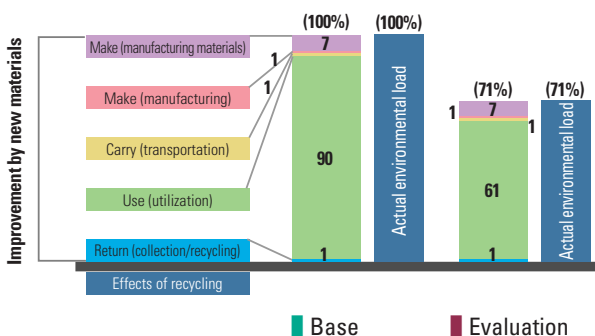 Improvement by new materials
Make (manufacturing materials)
Make (manufacturing)
Carry (transportation)
Use (utilization)
Return (collection/recycling)
Effects of recycling
(100%)
7
1
1
90
1
(100%)
Actual environmental load
(71%)
7
1
1
61
1
(71%)
Actual environmental load
Base
Evaluation